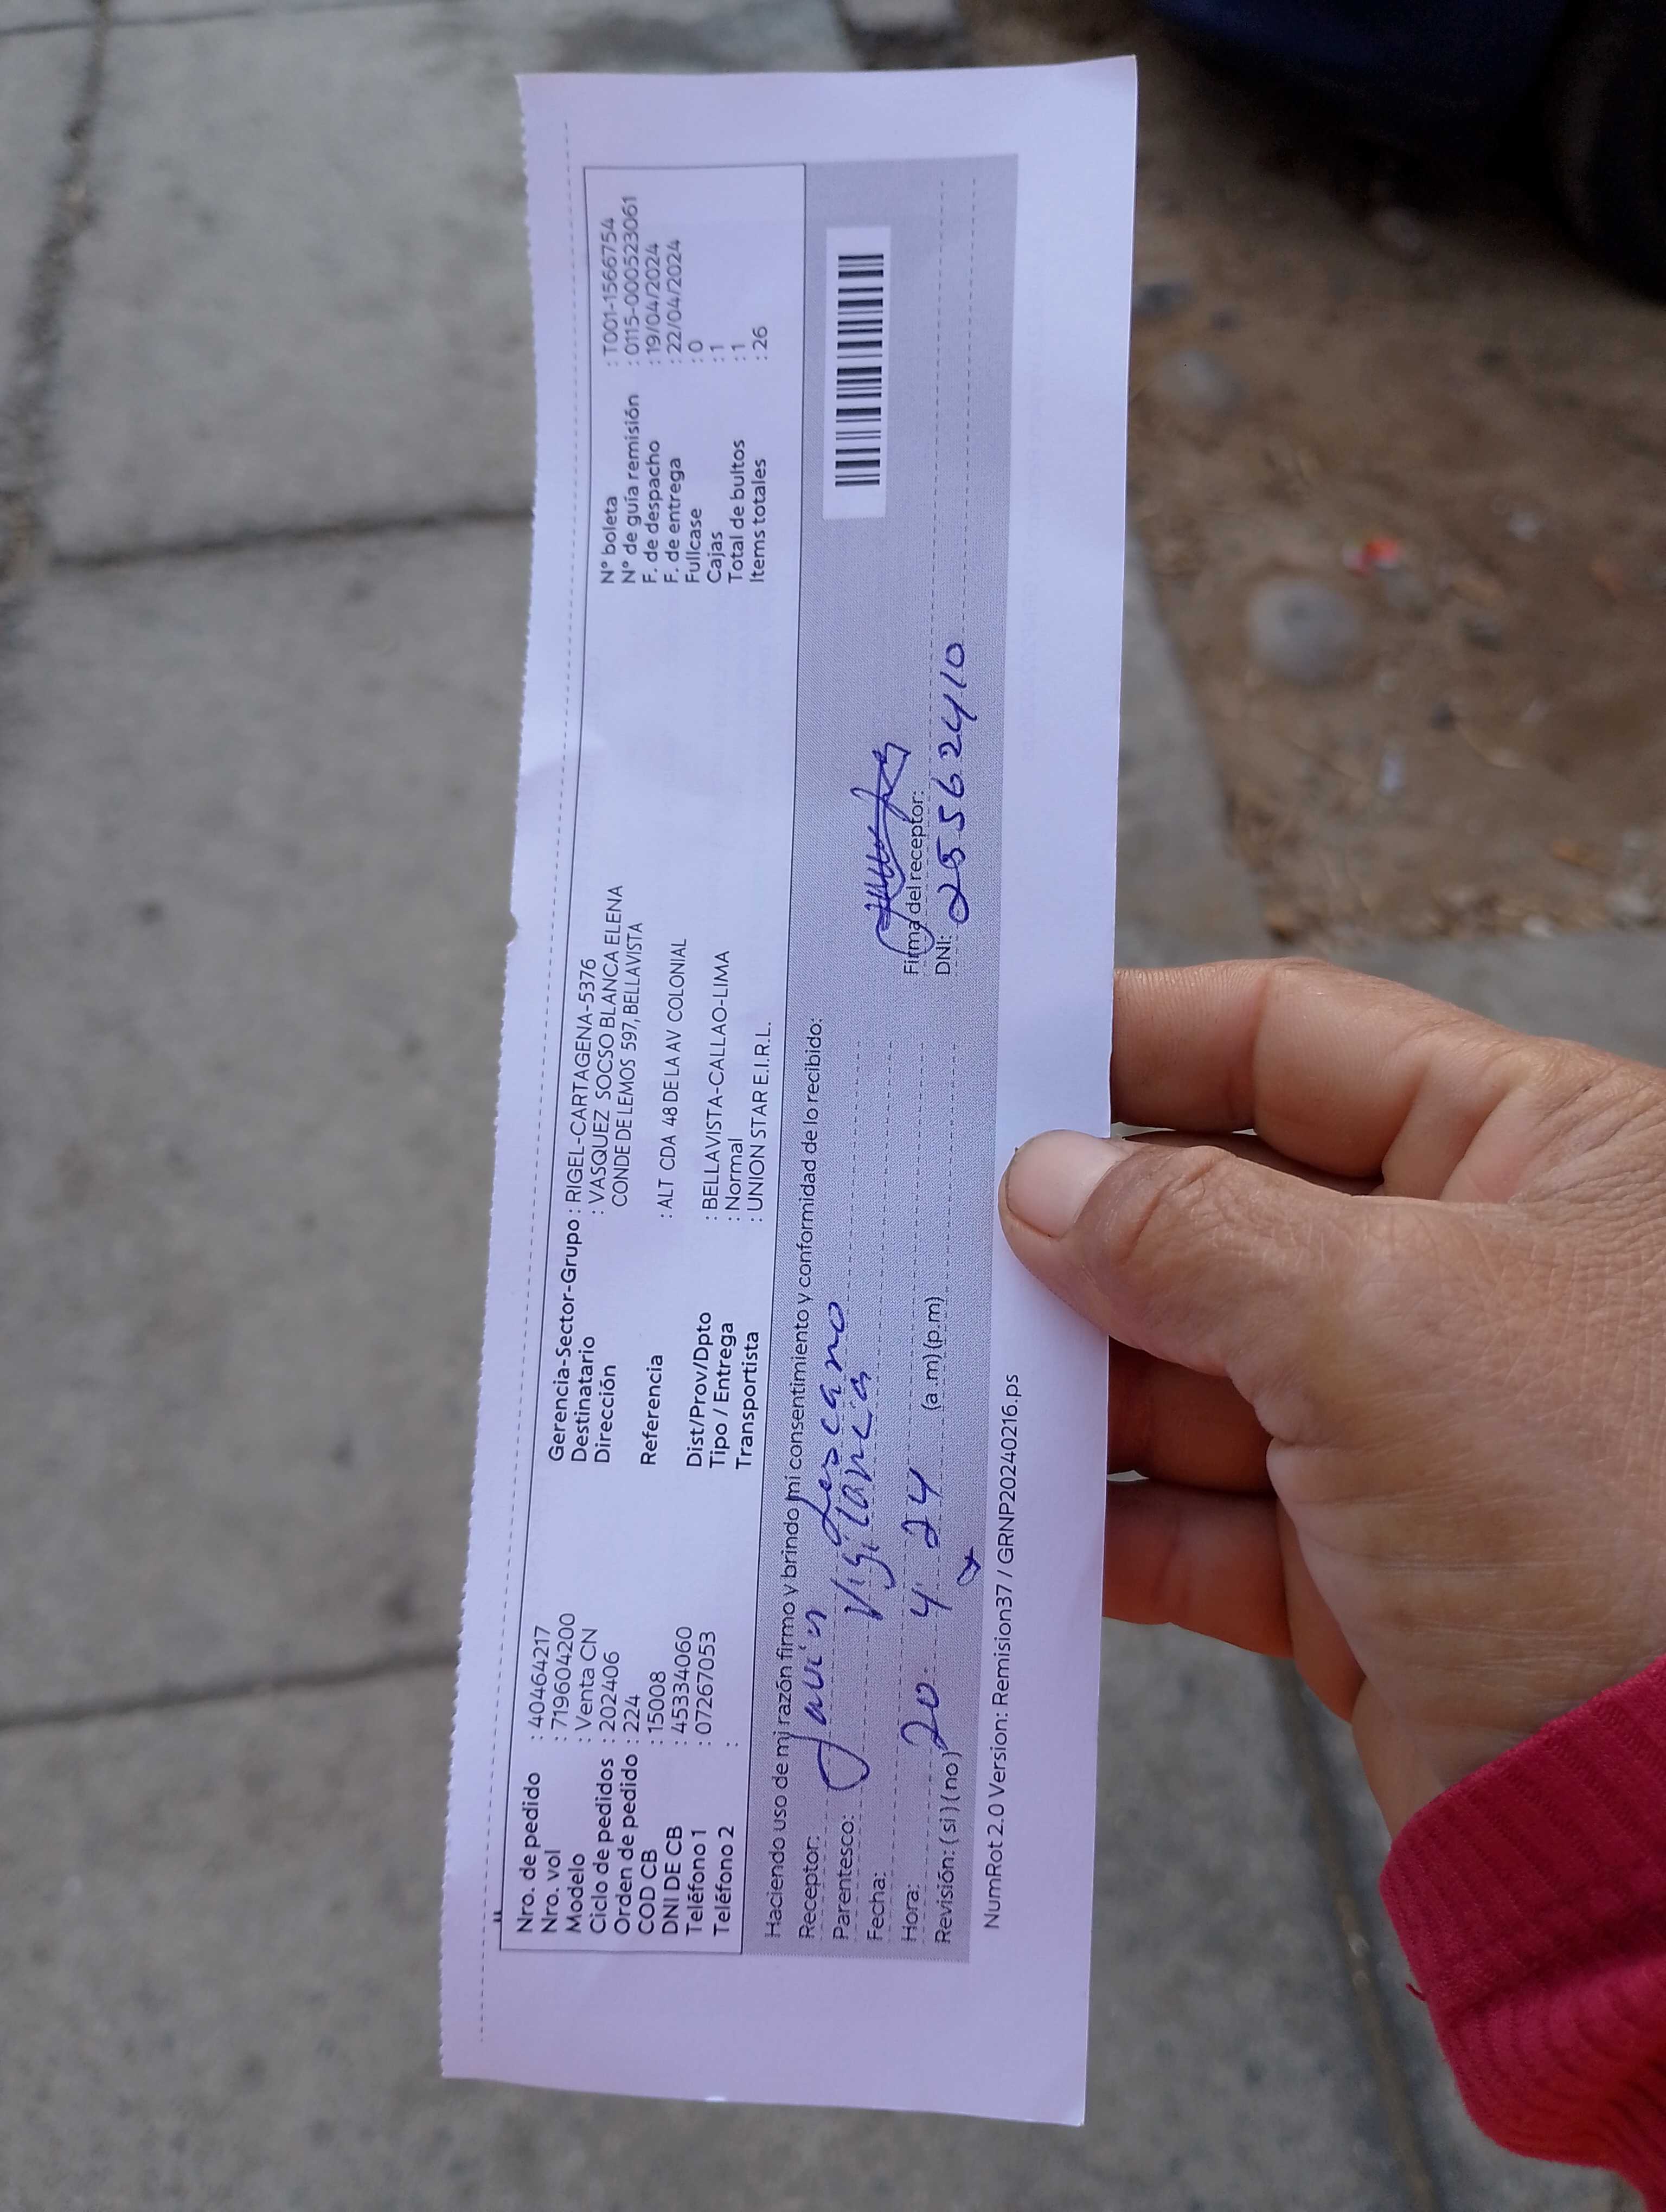 Nro. de pedido : 40464217
Nro. vol : 7196042​00
Modelo : Venta CN
Ciclo de pedidos : 202406
Orden de pedido : 224
COD CB : 15008
DNI DE CB : 45334060
Teléfono 1 : 07267053
Teléfono 2 :
Gerencia-Sector-Grupo : RIGEL-CARTAGENA-5376
Destinatario : VASQUEZ SOCSO BLANCA ELENA
Dirección CONDE DE LEMOS 597, BELLAVISTA
Referencia : ALT CDA 48 DE LA AV COLONIAL
Dist/Prov/Dpto : BELLAVISTA-CALLAO-LIMA
Tipo / Entrega : Normal
Transportista : UNION STAR E.I.R.L.
N° boleta : T001-1566754
N° de guía remisión : 0115-000523061
F. de despacho : 19/04/2024
F. de entrega : 22/04/2024
Fullcase : 0
Cajas : 1
Total de bultos : 1
Items totales : 26
Haciendo uso de mi razón firmo y brindo mi consentimiento y conformidad de lo recibido:
Receptor: Javier Lescano
Parentesco: Vigilancia
Fecha: 20. 4 24
Hora: (a .m) (p.m)
Revisión: ( si ) ( no )
Firma del receptor:
DNI: 25562410
NumRot 2.0 Version: Remision37 / GRNP20240216.ps